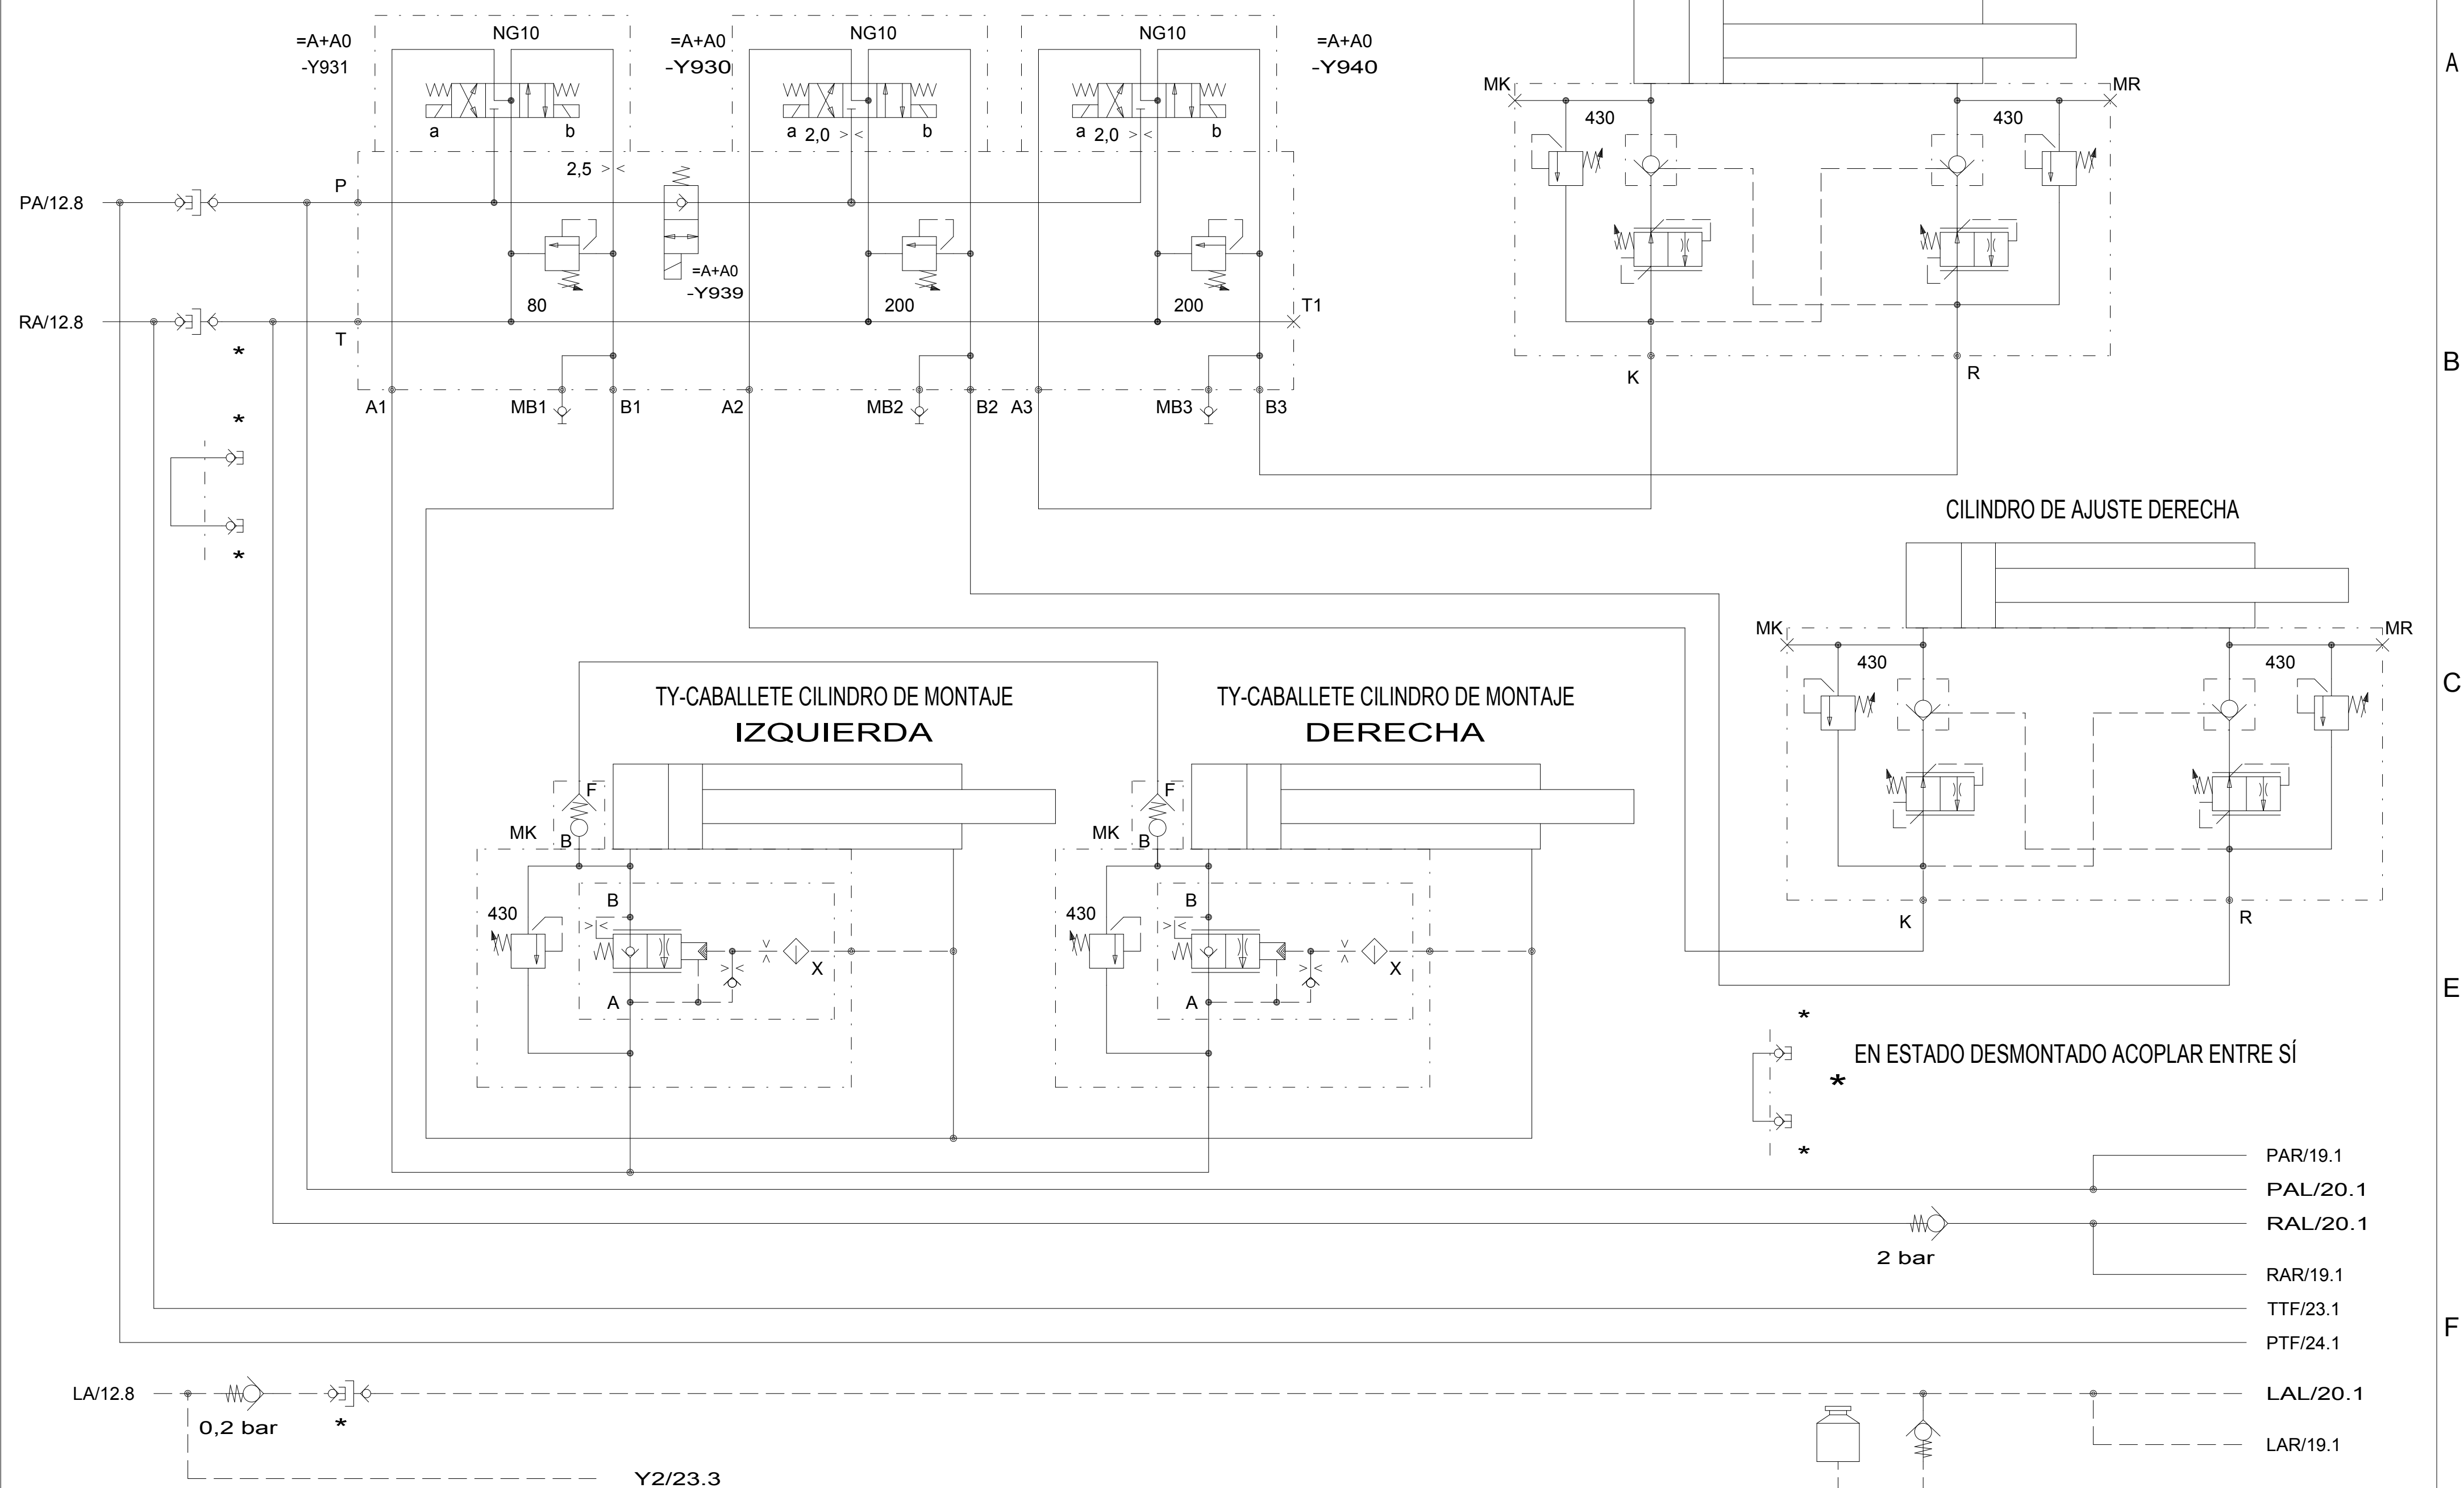 NG10
NG10
NG10
=A+A0
-Y931
=A+A0
-Y930
=A+A0
-Y940
A
a
b
a
2,0
b
a
2,0
b
MK
430
430
MR
2,5
P
PA/12.8
=A+A0
-Y939
80
200
200
T1
RA/12.8
T
*
B
K
R
A1
MB1
B1
A2
MB2
B2
A3
MB3
B3
*
*
CILINDRO DE AJUSTE DERECHA
MK
430
430
MR
C
TY-CABALLETE CILINDRO DE MONTAJE
IZQUIERDA
TY-CABALLETE CILINDRO DE MONTAJE
DERECHA
F
MK
B
F
MK
B
430
B
X
A
430
B
X
A
K
R
E
*
EN ESTADO DESMONTADO ACOPLAR ENTRE SÍ
*
*
PAR/19.1
PAL/20.1
RAL/20.1
2 bar
RAR/19.1
TTF/23.1
F
PTF/24.1
LA/12.8
LAL/20.1
0,2 bar
*
LAR/19.1
Y2/23.3